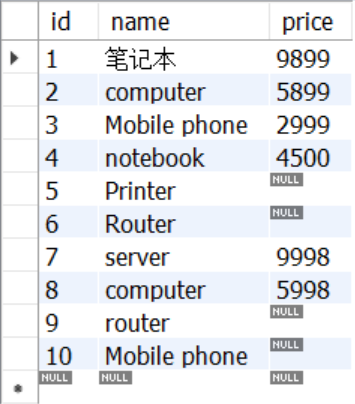 id name price
1 笔记本 9899
2 computer 5899
3 Mobile phone 2999
4 notebook 4500
5 Printer NULL
6 Router NULL
7 server 9998
8 computer 5998
9 router NULL
10 Mobile phone NULL
NULL NULL NULL